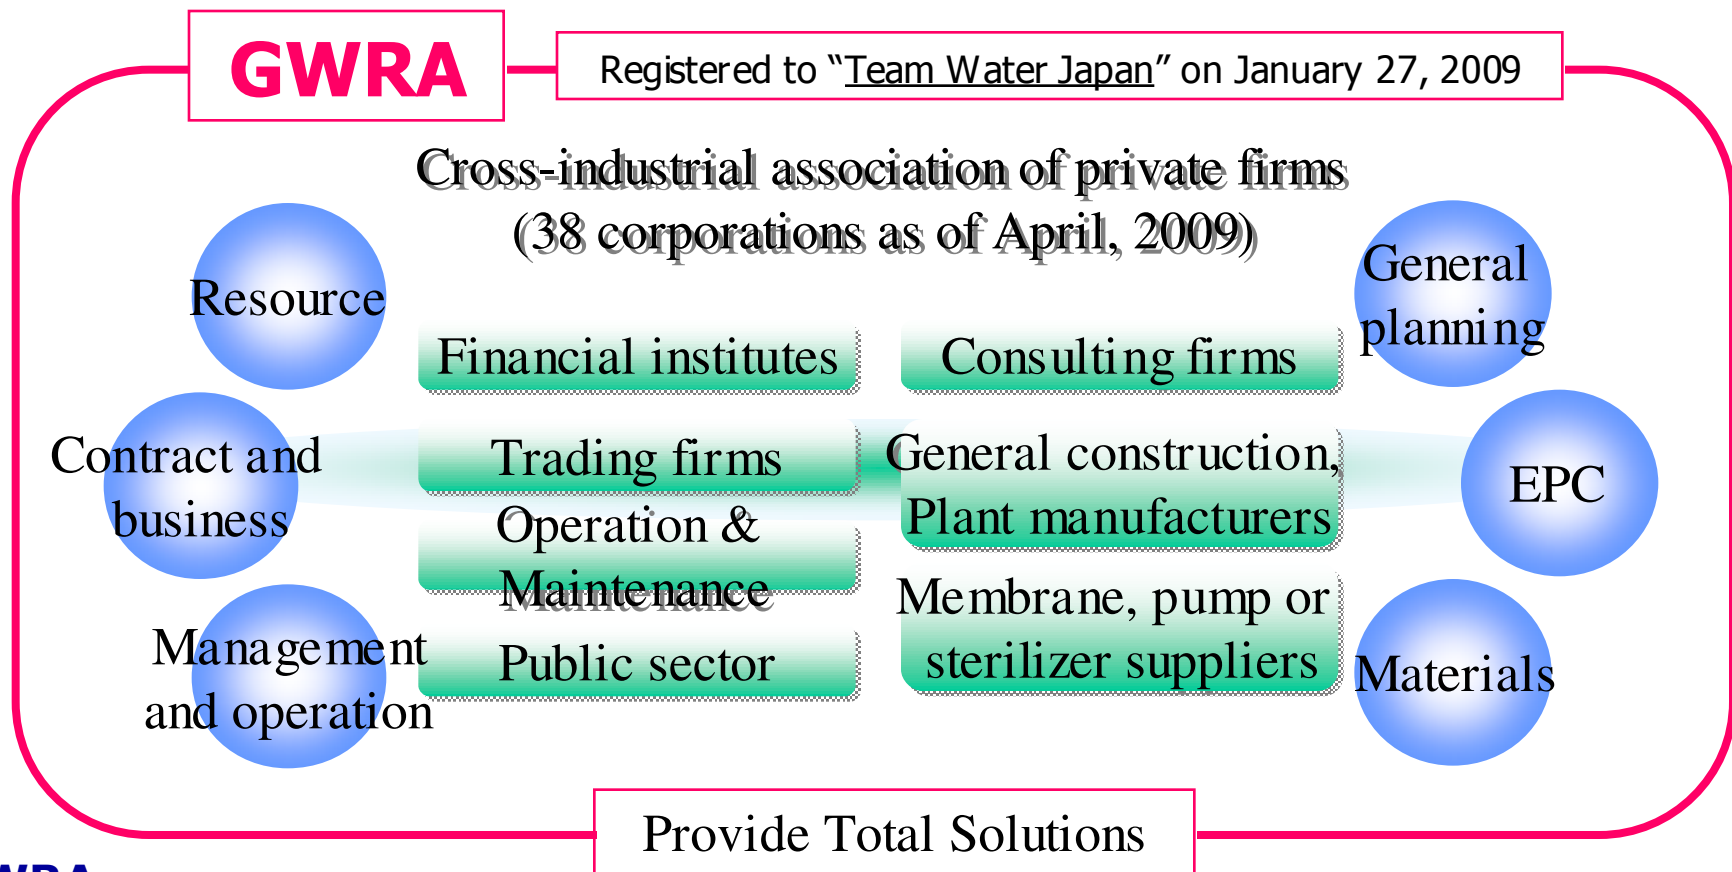 GWRA
Registered to “Team Water Japan” on January 27, 2009
Cross-industrial association of private firms
(38 corporations as of April, 2009)
Resource
General
planning
Financial institutes
Consulting firms
Contract and
business
Trading firms
General construction,
Plant manufacturers
EPC
Operation &
Maintenance
Membrane, pump or
sterilizer suppliers
Management
and operation
Public sector
Materials
Provide Total Solutions